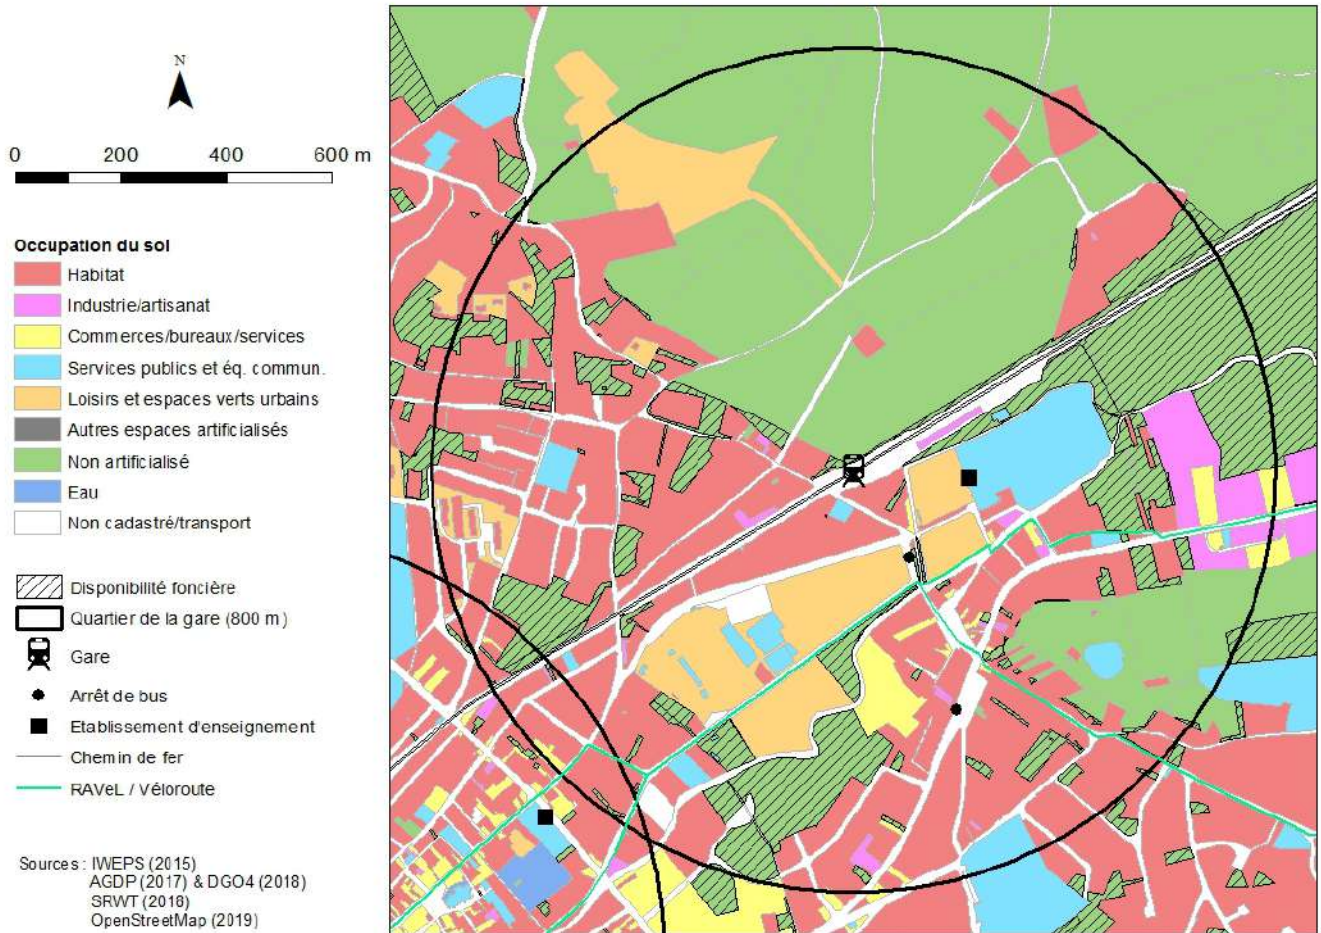 N
0 200 400 600 m
Occupation du sol
Habitat
Industrie/artisanat
Commerces/bureaux/services
Services publics et éq. commun.
Loisirs et espaces verts urbains
Autres espaces artificialisés
Non artificialisé
Eau
Non cadastré/transport
Disponibilité foncière
Quartier de la gare (800 m)
Gare
Arrêt de bus
Etablissement d'enseignement
Chemin de fer
RAVeL / Véloroute
Sources : IWEPS (2015)
AGDP (2017) & DGO4 (2018)
SRWT (2018)
OpenStreetMap (2019)